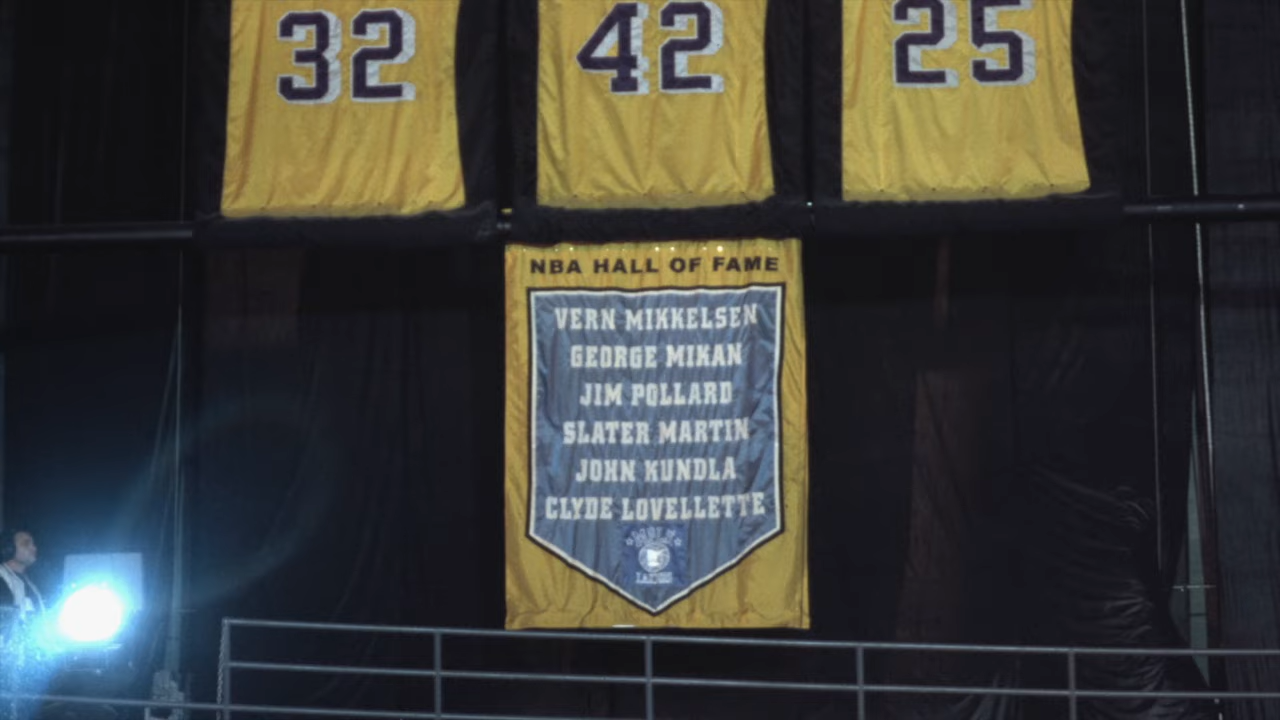 32
42
25
NBA HALL OF FAME
VERN MIKKELSEN
GEORGE MIKAN
JIM POLLARD
SLATER MARTIN
JOHN KUNDLA
CLYDE LOVELLETTE